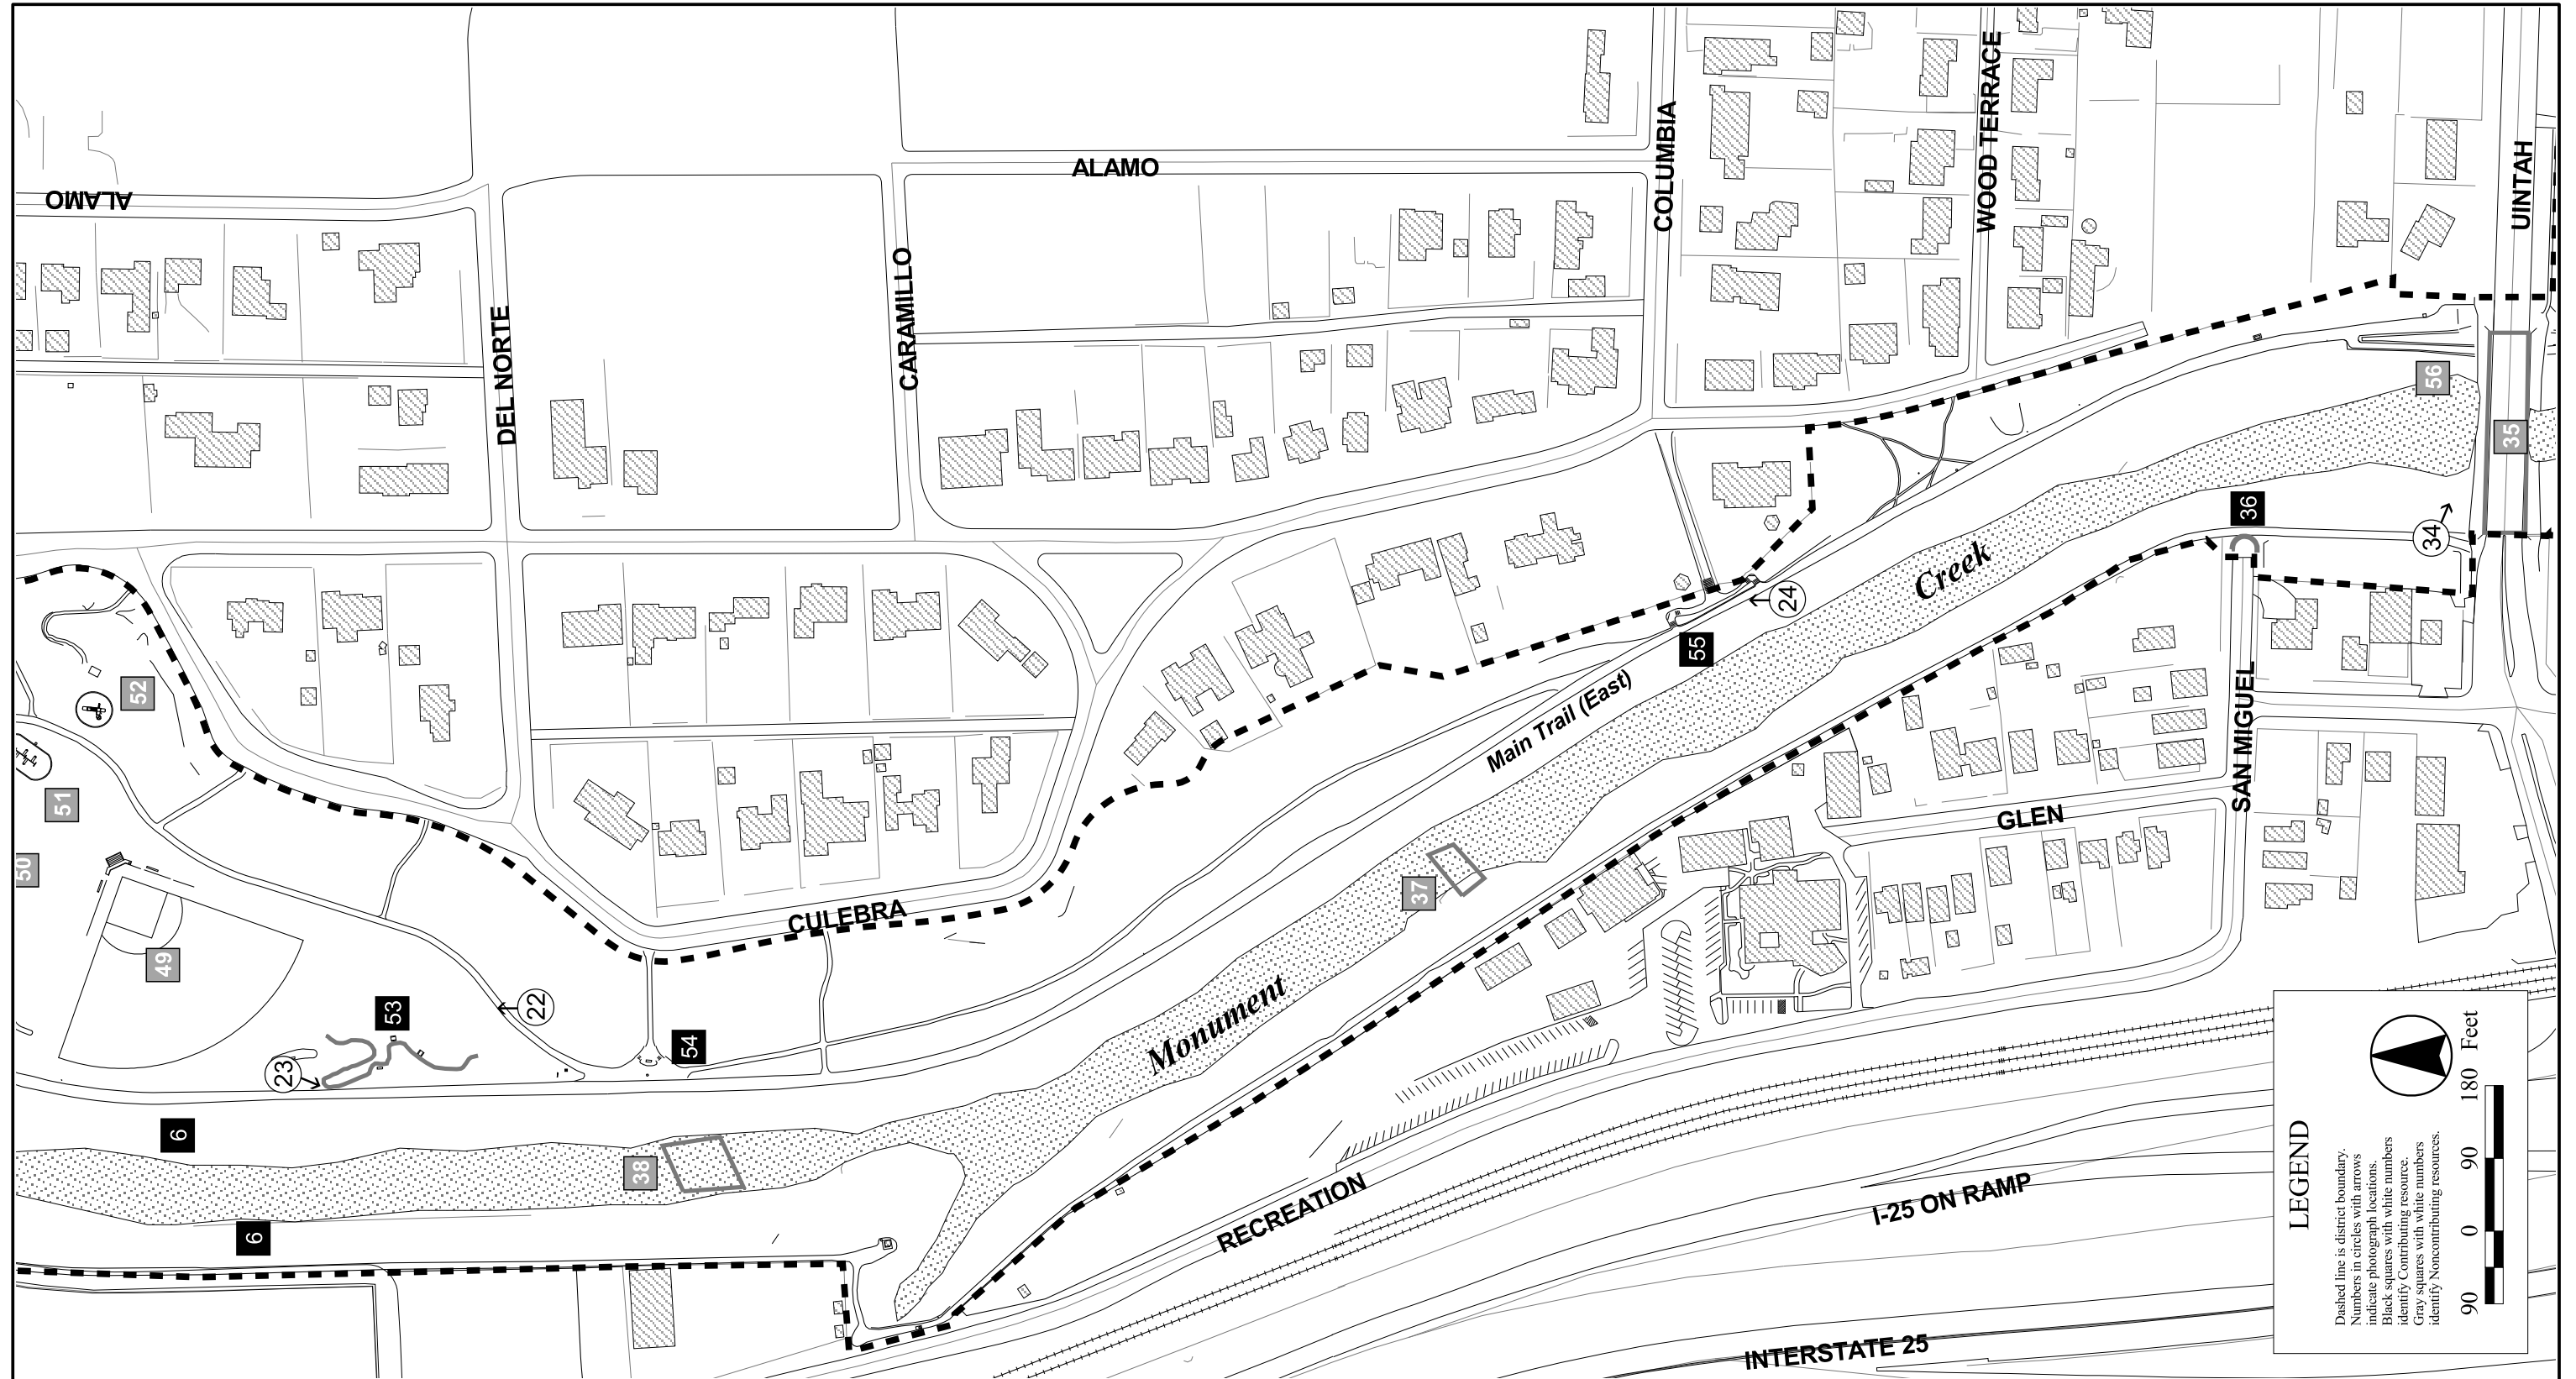 ALAMO
ALAMO
COLUMBIA
WOOD TERRACE
UINTAH
DEL NORTE
CARAMILLO
56
35
36
34
Creek
24
55
52
Main Trail (East)
SAN MIGUEL
51
50
GLEN
37
CULEBRA
49
22
53
54
23
Monument
6
38
6
RECREATION
I-25 ON RAMP
INTERSTATE 25
LEGEND
Dashed line is district boundary.
Numbers in circles with arrows
indicate photograph locations.
Black squares with white numbers
identify Contributing resource.
Gray squares with white numbers
identify Noncontributing resources.
90 0 90 180 Feet